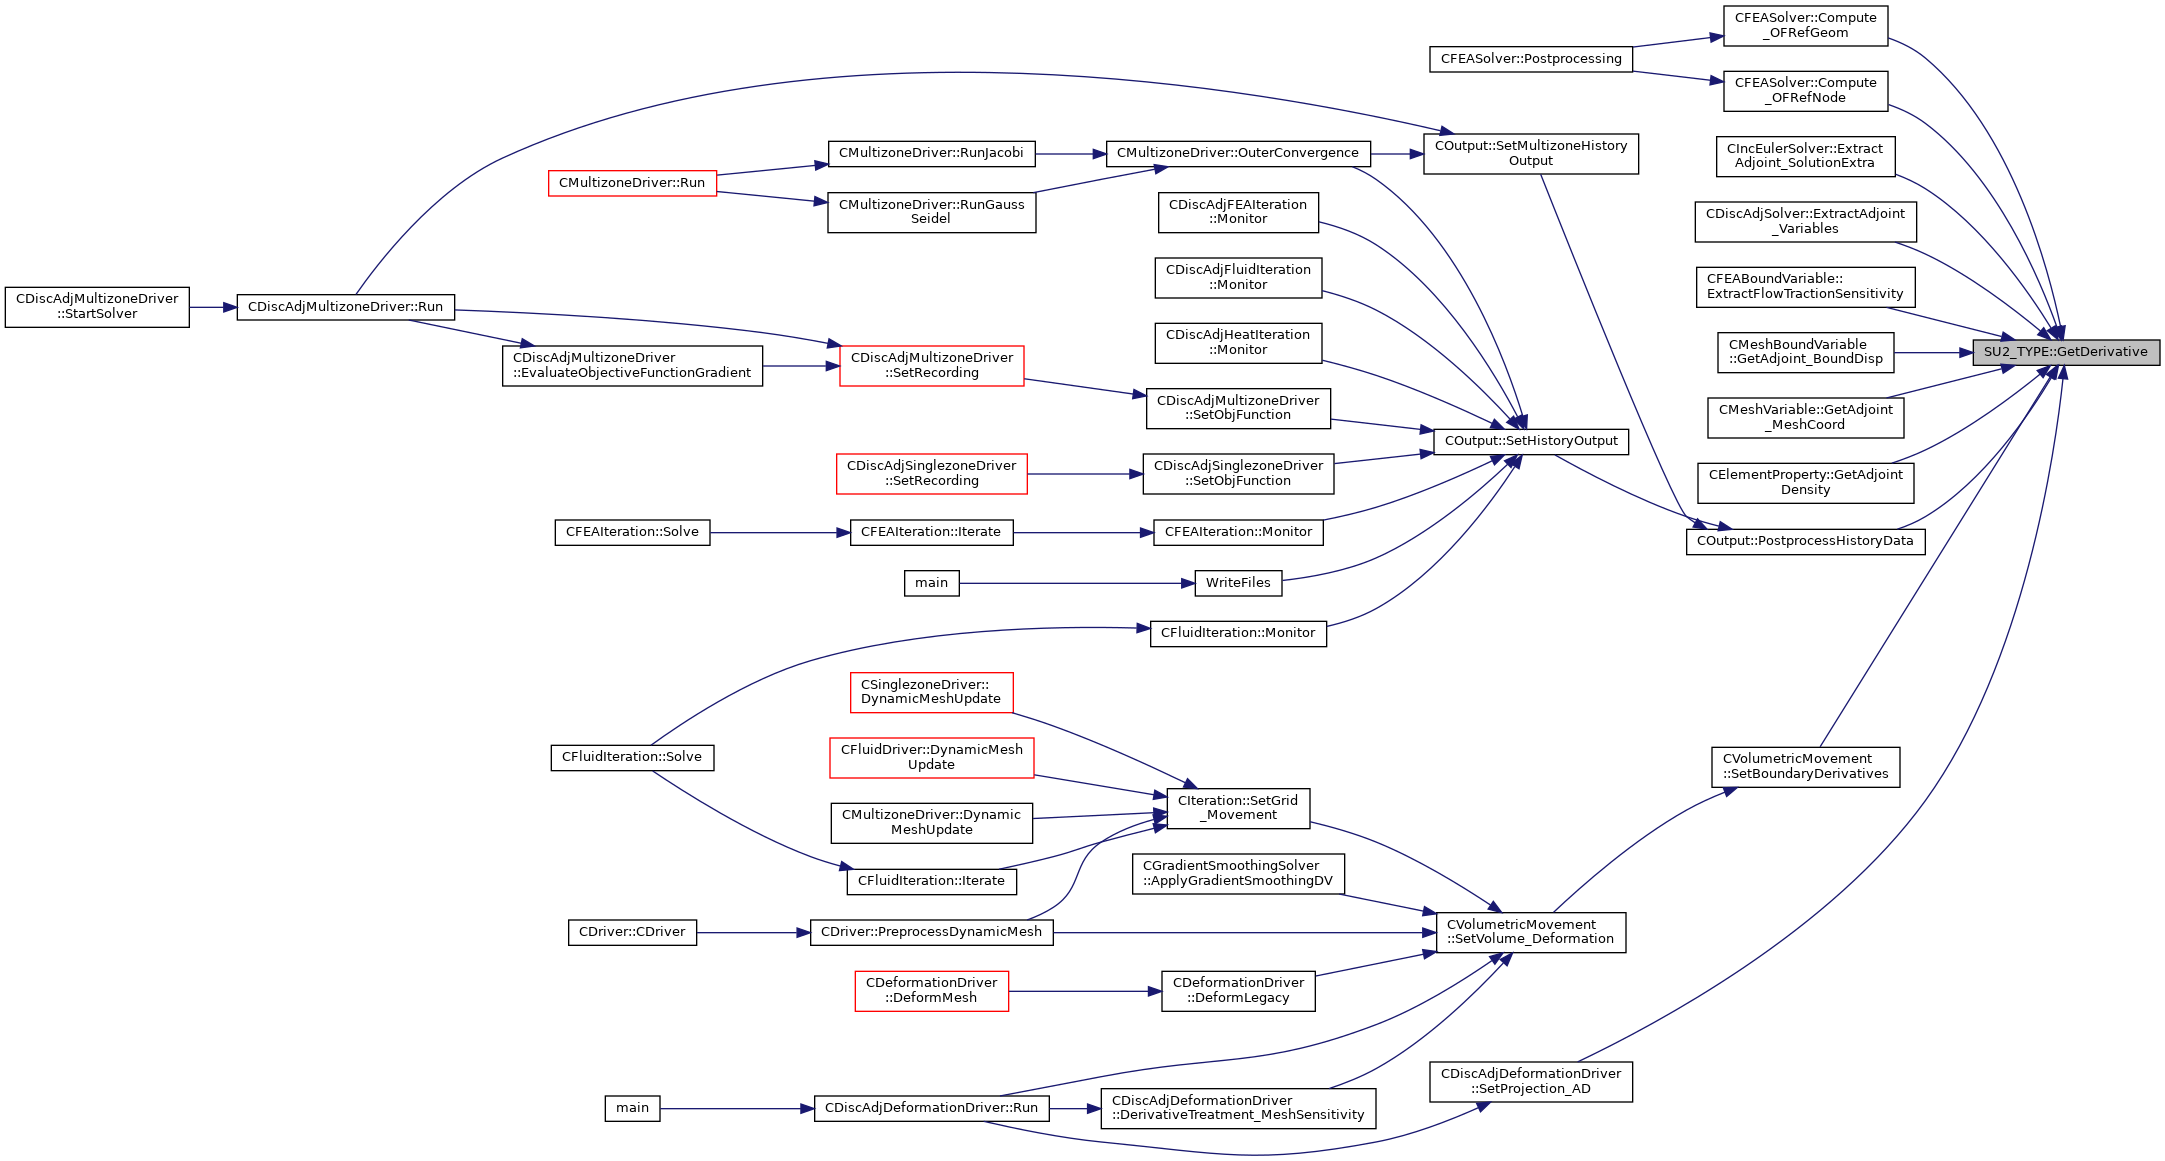 CFEASolver::Compute
_OFRefGeom
CFEASolver::Postprocessing
CFEASolver::Compute
_OFRefNode
COutput::SetMultizoneHistory
Output
CMultizoneDriver::RunJacobi
CMultizoneDriver::OuterConvergence
CIncEulerSolver::Extract
Adjoint_SolutionExtra
CMultizoneDriver::Run
CMultizoneDriver::RunGauss
Seidel
CDiscAdjFEAIteration
::Monitor
CDiscAdjSolver::ExtractAdjoint
_Variables
CDiscAdjFluidIteration
::Monitor
CFEABoundVariable::
ExtractFlowTractionSensitivity
CDiscAdjMultizoneDriver
::StartSolver
CDiscAdjMultizoneDriver::Run
CDiscAdjHeatIteration
::Monitor
CMeshBoundVariable
::GetAdjoint_BoundDisp
SU2_TYPE::GetDerivative
CDiscAdjMultizoneDriver
::EvaluateObjectiveFunctionGradient
CDiscAdjMultizoneDriver
::SetRecording
CDiscAdjMultizoneDriver
::SetObjFunction
CMeshVariable::GetAdjoint
_MeshCoord
COutput::SetHistoryOutput
CDiscAdjSinglezoneDriver
::SetRecording
CDiscAdjSinglezoneDriver
::SetObjFunction
CElementProperty::GetAdjoint
Density
CFEAIteration::Solve
CFEAIteration::Iterate
CFEAIteration::Monitor
COutput::PostprocessHistoryData
main
WriteFiles
CFluidIteration::Monitor
CSinglezoneDriver::
DynamicMeshUpdate
CFluidIteration::Solve
CFluidDriver::DynamicMesh
Update
CVolumetricMovement
::SetBoundaryDerivatives
CIteration::SetGrid
_Movement
CMultizoneDriver::Dynamic
MeshUpdate
CFluidIteration::Iterate
CGradientSmoothingSolver
::ApplyGradientSmoothingDV
CDriver::CDriver
CDriver::PreprocessDynamicMesh
CVolumetricMovement
::SetVolume_Deformation
CDeformationDriver
::DeformMesh
CDeformationDriver
::DeformLegacy
CDiscAdjDeformationDriver
::SetProjection_AD
main
CDiscAdjDeformationDriver::Run
CDiscAdjDeformationDriver
::DerivativeTreatment_MeshSensitivity